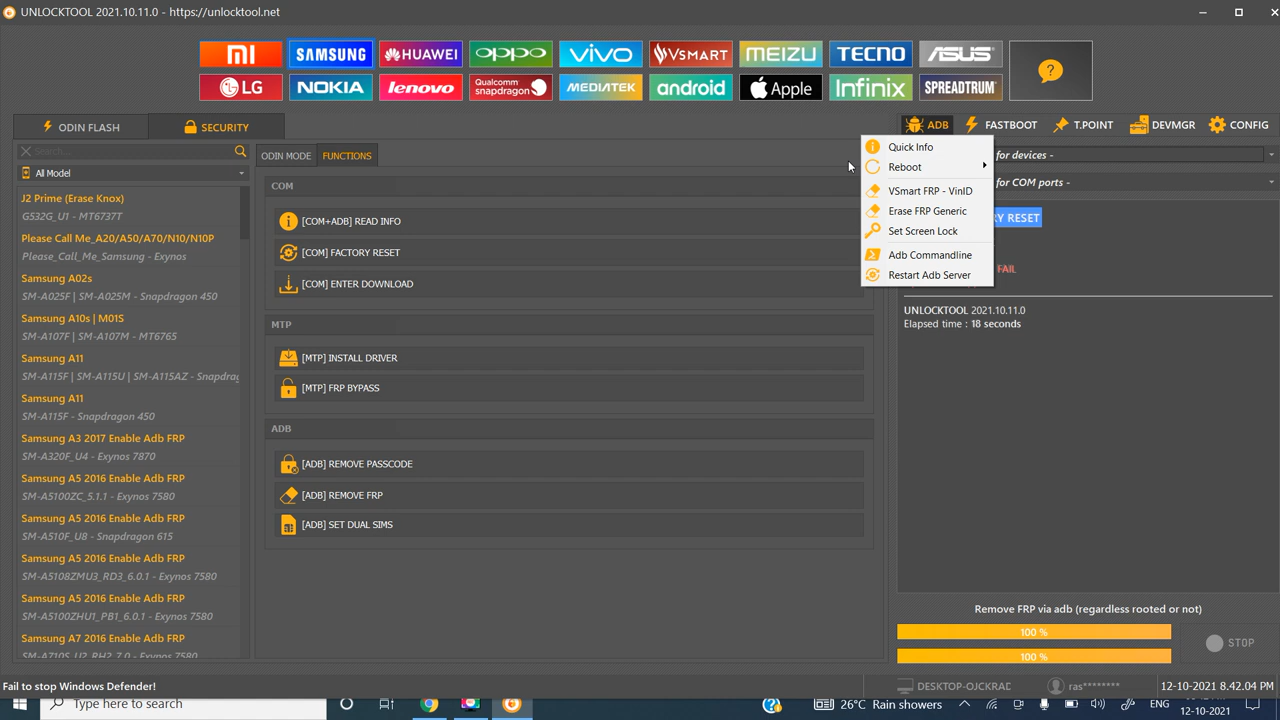 UNLOCKTOOL 2021.10.11.0 - https://unlocktool.net
mi SAMSUNG HUAWEI oppo vivo VSMART MEIZU TECNO ASUS
LG NOKIA lenovo Qualcomm snapdragon MEDIATEK android Apple Infinix SPREADTRUM
ODIN FLASH SECURITY
ADB FASTBOOT T.POINT DEVMGR CONFIG
Search...
All Model
J2 Prime (Erase Knox)
G532G_U1 - MT6737T
Please Call Me_A20/A50/A70/N10/N10P
Please_Call_Me_Samsung - Exynos
Samsung A02s
SM-A025F | SM-A025M - Snapdragon 450
Samsung A10s | M01S
SM-A107F | SM-A107M - MT6765
Samsung A11
SM-A115F | SM-A115U | SM-A115AZ - Snapdrag
Samsung A11
SM-A115F - Snapdragon 450
Samsung A3 2017 Enable Adb FRP
SM-A320F_U4 - Exynos 7870
Samsung A5 2016 Enable Adb FRP
SM-A5100ZC_5.1.1 - Exynos 7580
Samsung A5 2016 Enable Adb FRP
SM-A510F_U8 - Snapdragon 615
Samsung A5 2016 Enable Adb FRP
SM-A5108ZMU3_RD3_6.0.1 - Exynos 7580
Samsung A5 2016 Enable Adb FRP
SM-A5100ZHU1_PB1_6.0.1 - Exynos 7580
Samsung A7 2016 Enable Adb FRP
SM-A710S_U2_RH2_7.0 - Exynos 7580
ODIN MODE FUNCTIONS
COM
[COM+ADB] READ INFO
[COM] FACTORY RESET
[COM] ENTER DOWNLOAD
MTP
[MTP] INSTALL DRIVER
[MTP] FRP BYPASS
ADB
[ADB] REMOVE PASSCODE
[ADB] REMOVE FRP
[ADB] SET DUAL SIMS
Quick Info
Reboot
VSmart FRP - VinID
Erase FRP Generic
Set Screen Lock
Adb Commandline
Restart Adb Server
for devices -
for COM ports -
RY RESET
FAIL
UNLOCKTOOL 2021.10.11.0
Elapsed time : 18 seconds
Remove FRP via adb (regardless rooted or not)
100 %
100 %
STOP
Fail to stop Windows Defender!
DESKTOP-OJCKRAD
ras********
12-10-2021 8.42.04 PM
Type here to search
26°C Rain showers
12-10-2021